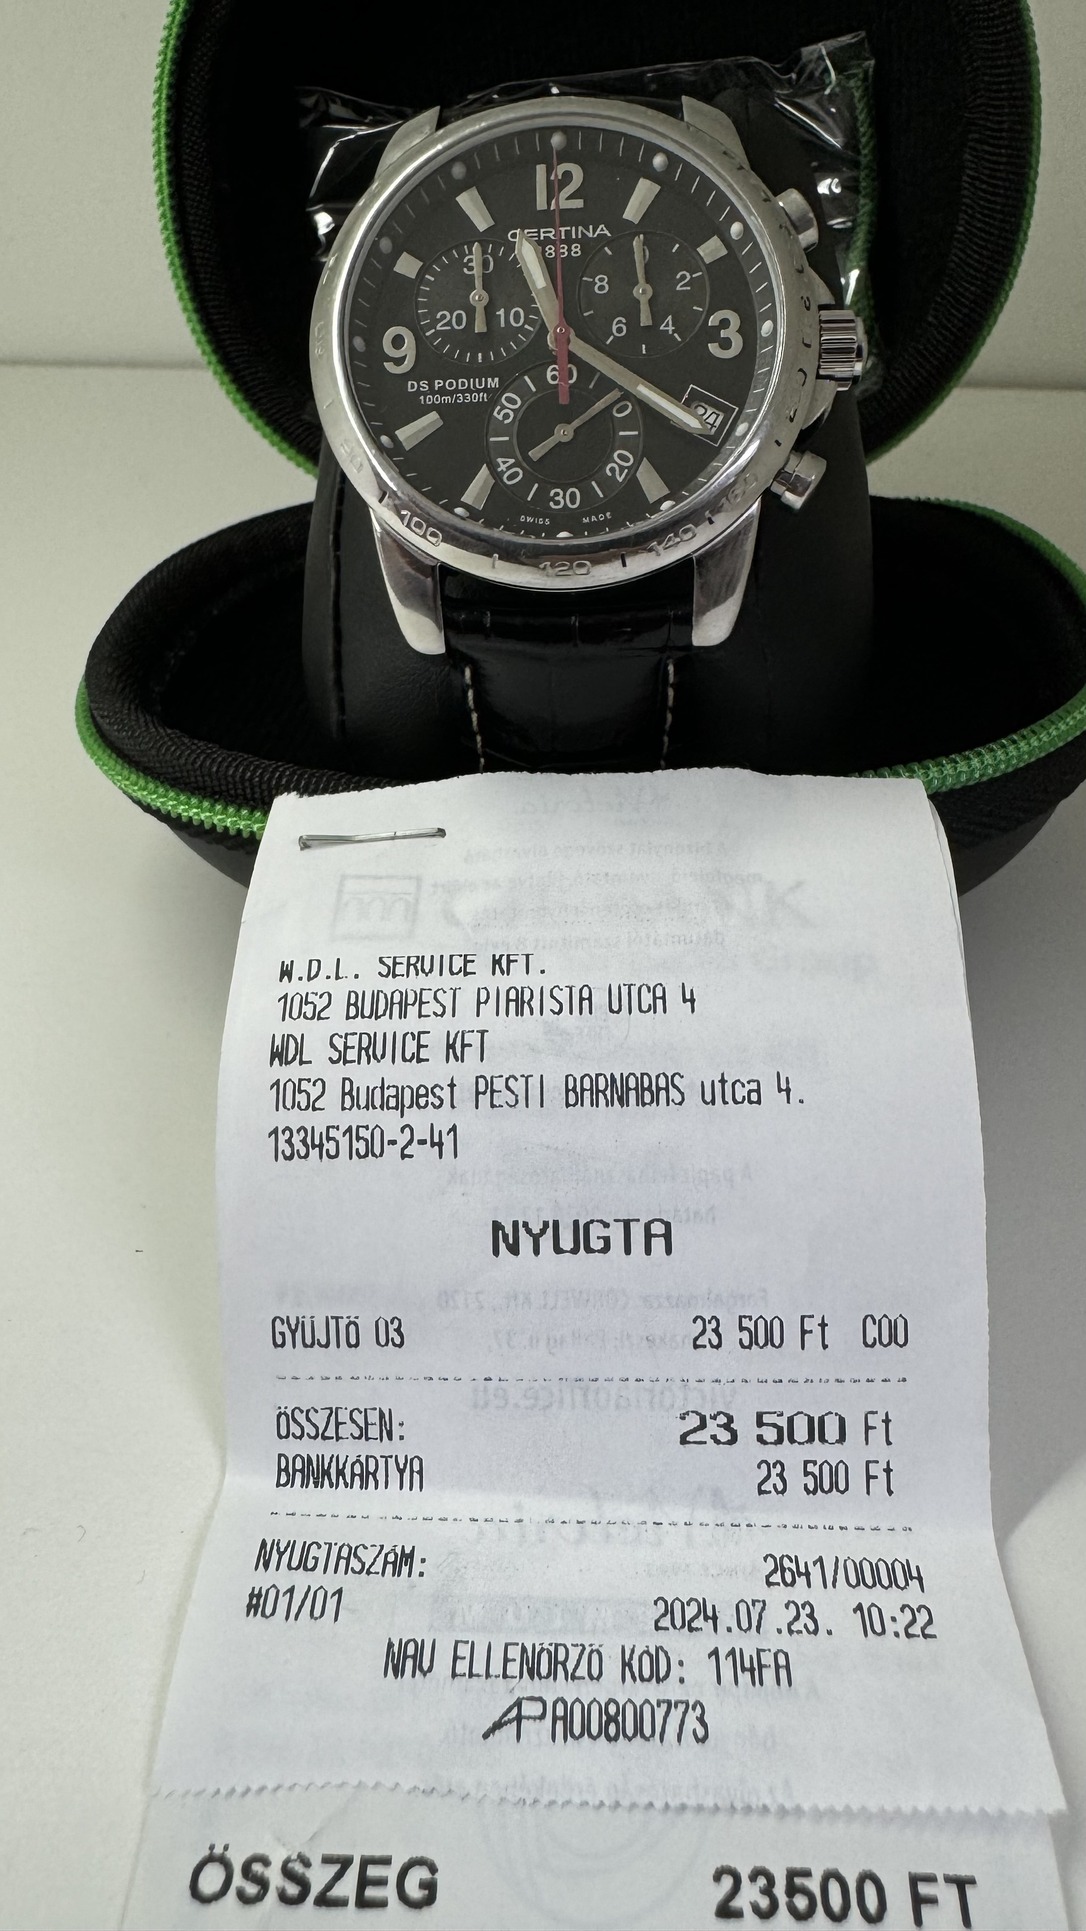 12
CERTINA
1888
30
20 10
0
2
4
6
8
9
3
DS PODIUM
100m/330ft
24
60
50
40
30
20
SWISS MADE
100
120
140
160
W.D.L. SERVICE KFT.
1052 BUDAPEST PIARISTA UTCA 4
WDL SERVICE KFT
1052 Budapest PESTI BARNABAS utca 4.
13345150-2-41
NYUGTA
GYŰJTŐ 03 23 500 Ft C00
ÖSSZESEN: 23 500 Ft
BANKKÁRTYA 23 500 Ft
NYUGTASZÁM: 2641/00004
#01/01 2024.07.23. 10:22
NAV ELLENŐRZŐ KÓD: 114FA
AP A00800773
ÖSSZEG 23500 FT